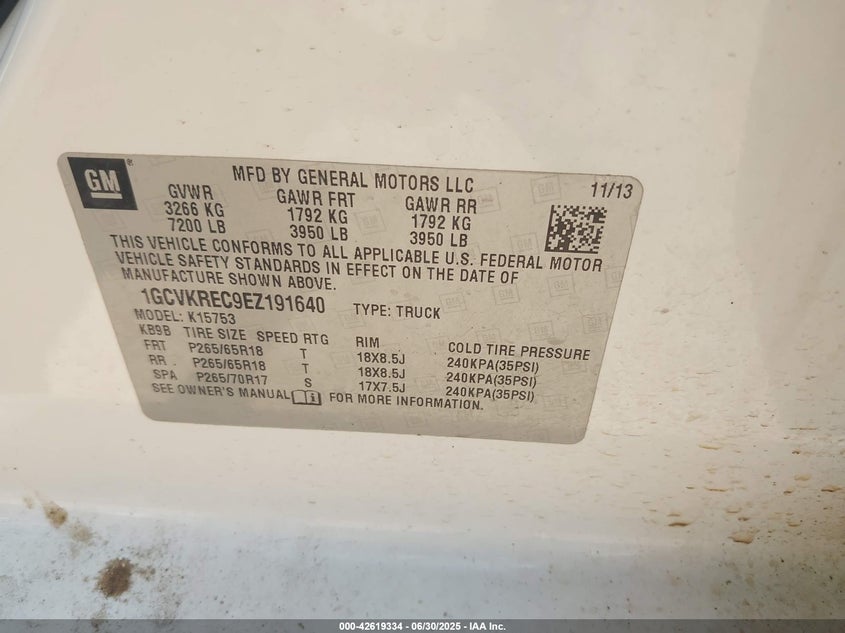 GM
MFD BY GENERAL MOTORS LLC 11/13
GVWR GAWR FRT GAWR RR
3266 KG 1792 KG 1792 KG
7200 LB 3950 LB 3950 LB
THIS VEHICLE CONFORMS TO ALL APPLICABLE U.S. FEDERAL MOTOR
VEHICLE SAFETY STANDARDS IN EFFECT ON THE DATE OF
MANUFACTURE SHOWN ABOVE.
1GCVKREC9EZ191640 TYPE: TRUCK
MODEL: K15753
KB9B TIRE SIZE SPEED RTG RIM COLD TIRE PRESSURE
FRT P265/65R18 T 18X8.5J 240KPA(35PSI)
RR P265/65R18 T 18X8.5J 240KPA(35PSI)
SPA P265/70R17 S 17X7.5J 240KPA(35PSI)
SEE OWNER'S MANUAL FOR MORE INFORMATION.
000-42619334 - 06/30/2025 - IAA Inc.